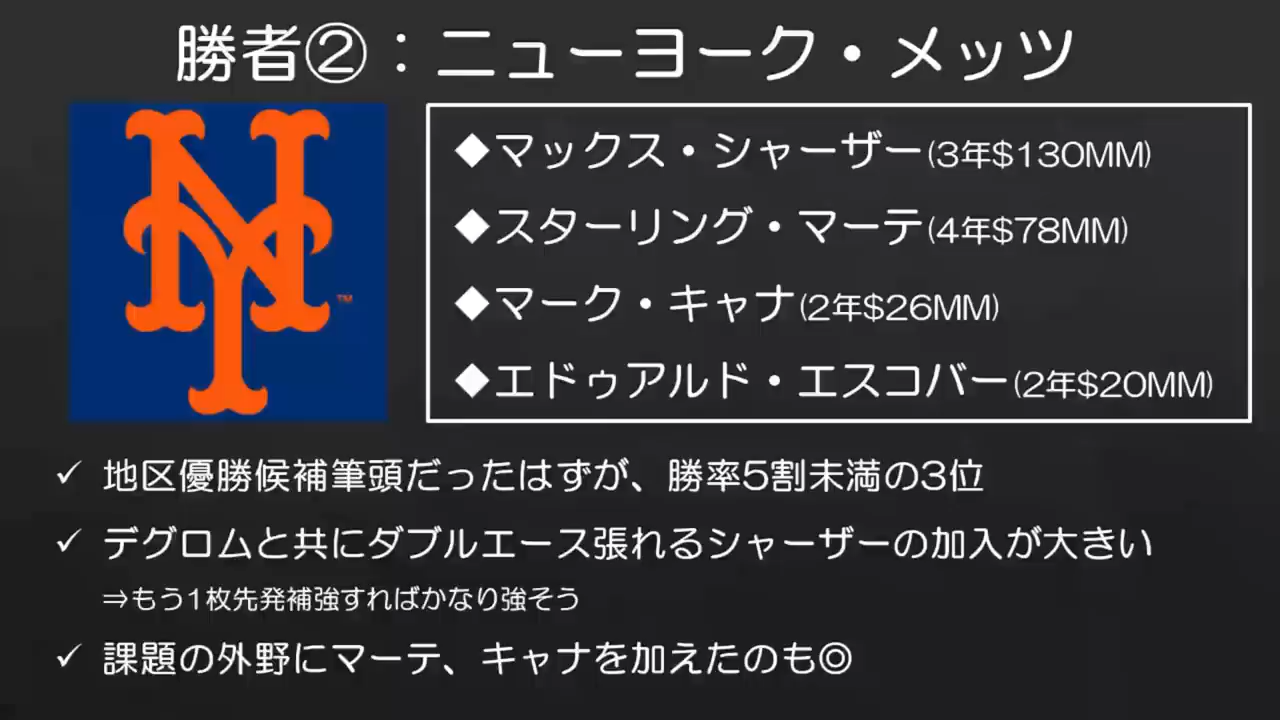 勝者②：ニューヨーク・メッツ
NY
™
◆マックス・シャーザー(3年$130MM)
◆スターリング・マーテ(4年$78MM)
◆マーク・キャナ(2年$26MM)
◆エドゥアルド・エスコバー(2年$20MM)
✓ 地区優勝候補筆頭だったはずが、勝率5割未満の3位
✓ デグロムと共にダブルエース張れるシャーザーの加入が大きい
⇒もう1枚先発補強すればかなり強そう
✓ 課題の外野にマーテ、キャナを加えたのも◎